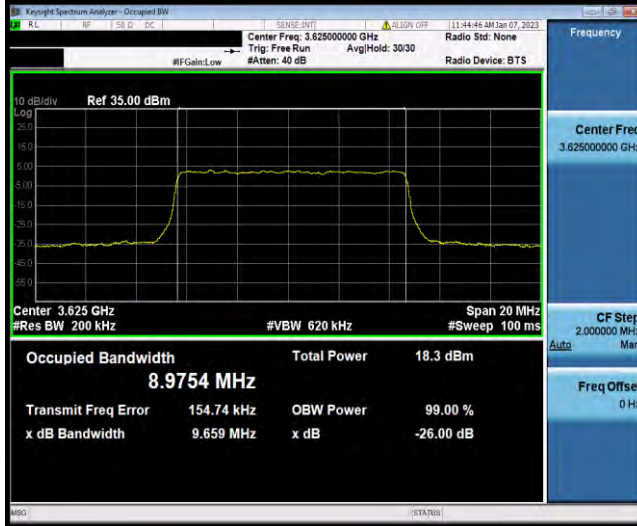 Keysight Spectrum Analyzer - Occupied BW
RL RF 50 Ω DC SENSE:INT ALIGN OFF 11:44:46 AM Jan 07, 2023
Frequency
Center Freq: 3.625000000 GHz Radio Std: None
Trig: Free Run Avg|Hold: 30/30
#IFGain:Low #Atten: 40 dB Radio Device: BTS
10 dB/div Ref 35.00 dBm
Log
25.0
15.0
5.00
-5.00
-15.0
-25.0
-35.0
-45.0
-55.0
Center Freq
3.625000000 GHz
Center 3.625 GHz Span 20 MHz
#Res BW 200 kHz #VBW 620 kHz #Sweep 100 ms
CF Step
2.000000 MHz
Auto Man
Occupied Bandwidth Total Power 18.3 dBm
8.9754 MHz
Transmit Freq Error 154.74 kHz OBW Power 99.00 %
x dB Bandwidth 9.659 MHz x dB -26.00 dB
Freq Offset
0 Hz
MSG STATUS